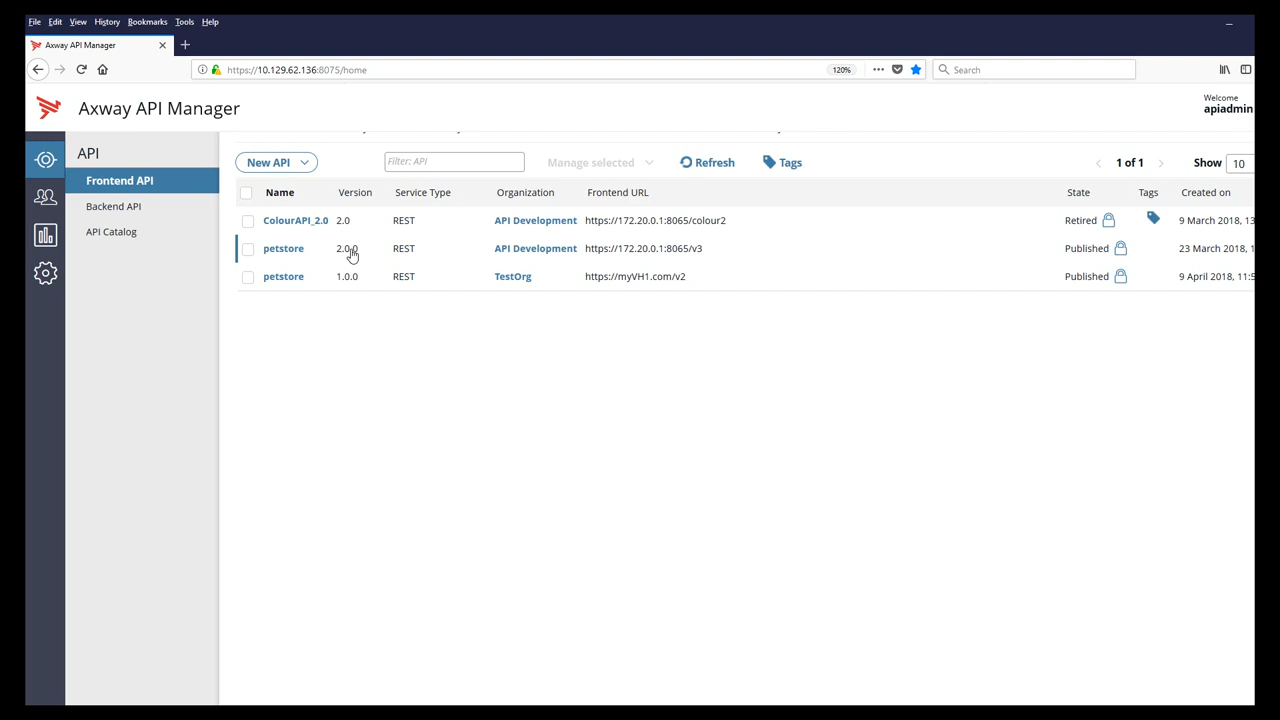 File Edit View History Bookmarks Tools Help
Axway API Manager
https://10.129.62.136:8075/home 120% Search
Axway API Manager
Welcome
apiadmin
API
Frontend API
Backend API
API Catalog
New API Filter: API Manage selected Refresh Tags 1 of 1 Show 10
Name Version Service Type Organization Frontend URL State Tags Created on
ColourAPI_2.0 2.0 REST API Development https://172.20.0.1:8065/colour2 Retired 9 March 2018, 13
petstore 2.0.0 REST API Development https://172.20.0.1:8065/v3 Published 23 March 2018, 1
petstore 1.0.0 REST TestOrg https://myVH1.com/v2 Published 9 April 2018, 11:5